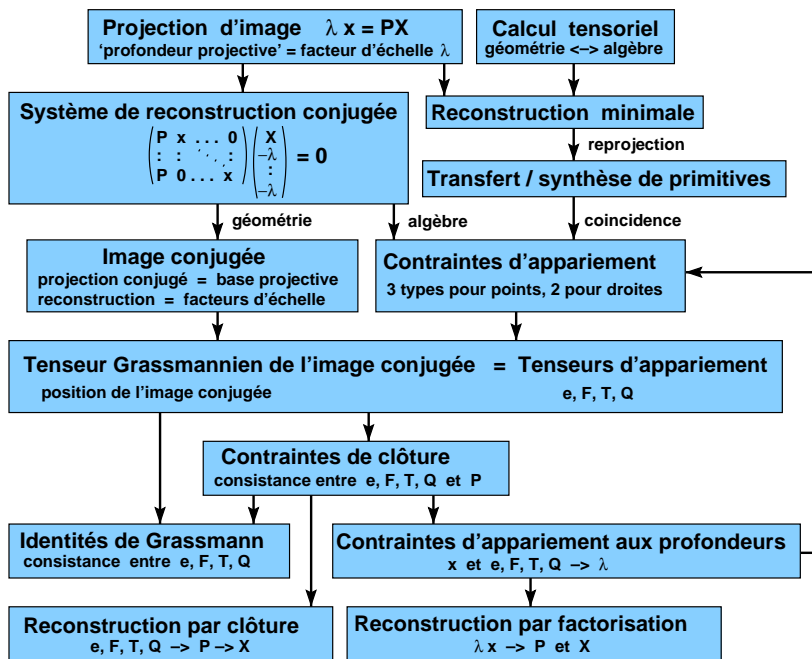 Projection d'image λ x = PX
'profondeur projective' = facteur d'échelle λ
Calcul tensoriel
géométrie <-> algèbre
Système de reconstruction conjuguée
P x . . . 0
: : ⋱ :
P 0 . . . x
X
-λ
:
-λ
= 0
Reconstruction minimale
reprojection
Transfert / synthèse de primitives
géométrie
algèbre
coincidence
Image conjuguée
projection conjugé = base projective
reconstruction = facteurs d'échelle
Contraintes d'appariement
3 types pour points, 2 pour droites
Tenseur Grassmannien de l'image conjuguée = Tenseurs d'appariement
position de l'image conjuguée
e, F, T, Q
Contraintes de clôture
consistance entre e, F, T, Q et P
Identités de Grassmann
consistance entre e, F, T, Q
Contraintes d'appariement aux profondeurs
x et e, F, T, Q -> λ
Reconstruction par clôture
e, F, T, Q -> P -> X
Reconstruction par factorisation
λ x -> P et X